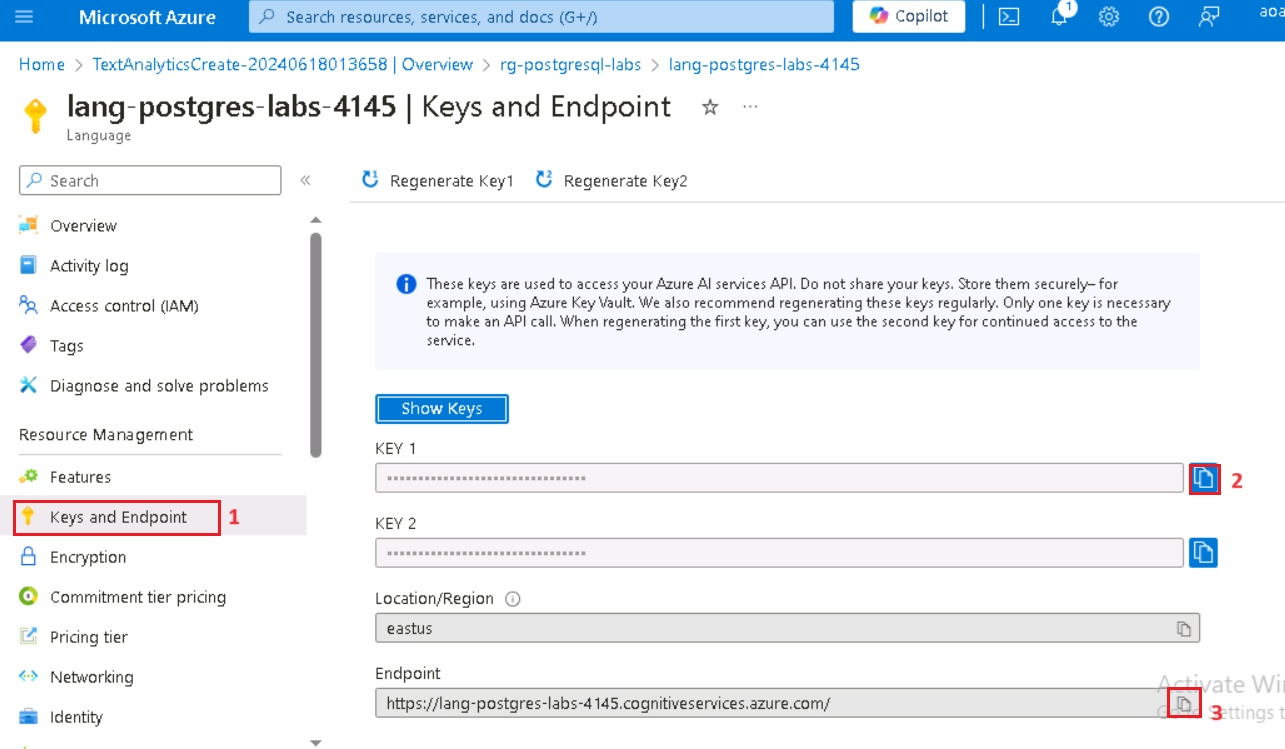 Microsoft Azure
Search resources, services, and docs (G+/)
Copilot
1
Home > TextAnalyticsCreate-20240618013658 | Overview > rg-postgresql-labs > lang-postgres-labs-4145
lang-postgres-labs-4145 | Keys and Endpoint
Language
Search
Overview
Activity log
Access control (IAM)
Tags
Diagnose and solve problems
Resource Management
Features
Keys and Endpoint 1
Encryption
Commitment tier pricing
Pricing tier
Networking
Identity
Regenerate Key1 Regenerate Key2
These keys are used to access your Azure AI services API. Do not share your keys. Store them securely– for
example, using Azure Key Vault. We also recommend regenerating these keys regularly. Only one key is necessary
to make an API call. When regenerating the first key, you can use the second key for continued access to the
service.
Show Keys
KEY 1
2
KEY 2
Location/Region
eastus
Endpoint
https://lang-postgres-labs-4145.cognitiveservices.azure.com/
3
Activate
Settings